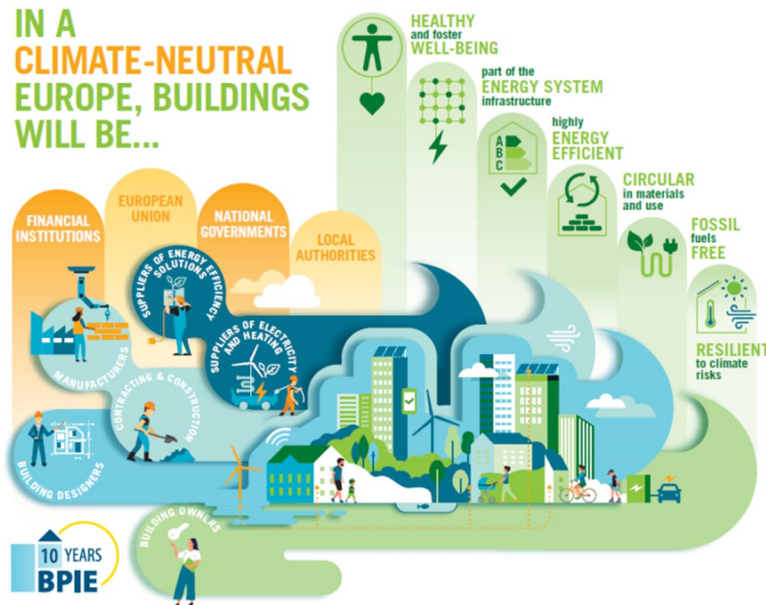 IN A
CLIMATE-NEUTRAL
EUROPE, BUILDINGS
WILL BE...
HEALTHY
and foster
WELL-BEING
part of the
ENERGY SYSTEM
infrastructure
highly
ENERGY
EFFICIENT
A
B
C
CIRCULAR
in materials
and use
FOSSIL
fuels
FREE
RESILIENT
to climate
risks
FINANCIAL
INSTITUTIONS
EUROPEAN
UNION
NATIONAL
GOVERNMENTS
LOCAL
AUTHORITIES
SUPPLIERS OF ENERGY EFFICIENCY
SOLUTIONS
SUPPLIERS OF ELECTRICITY
AND HEATING
MANUFACTURERS
CONTRACTING & CONSTRUCTION
BUILDING DESIGNERS
BUILDING OWNERS
10 YEARS
BPIE